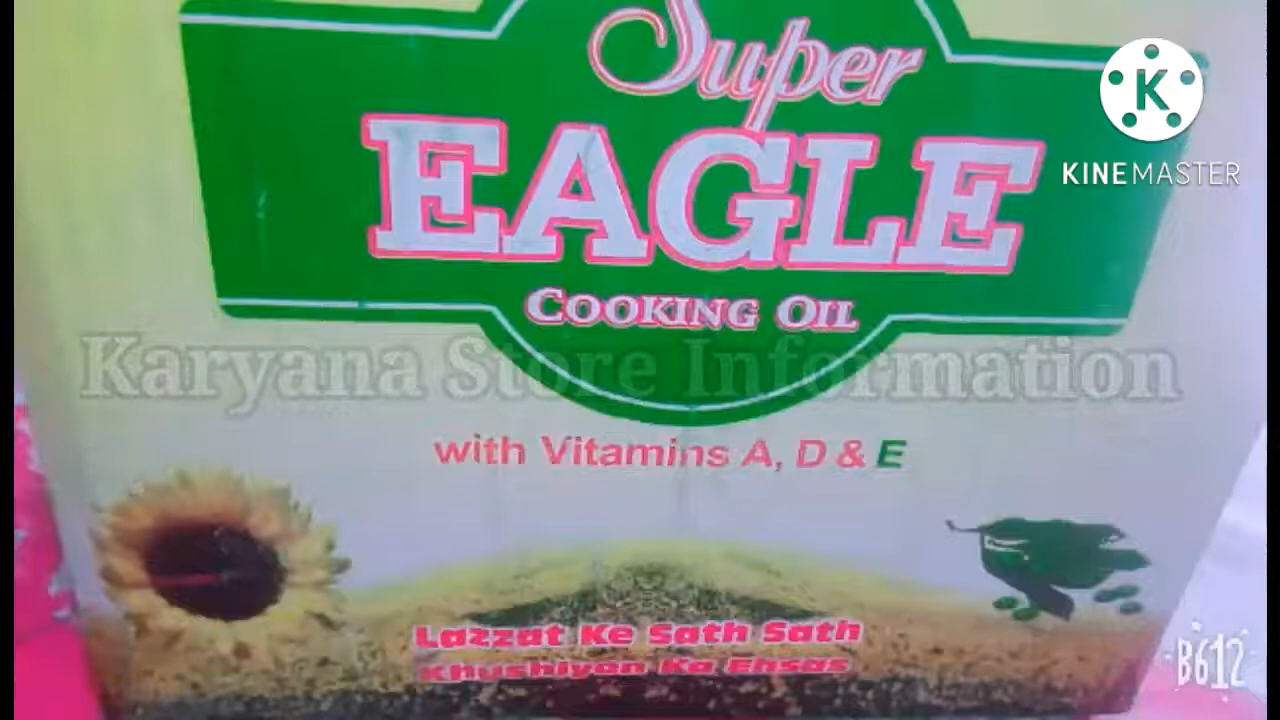 Super
EAGLE
COOKING OIL
K
KINEMASTER
Karyana Store Information
with Vitamins A, D & E
Lazzat Ke Sath Sath
Khushiyon Ka Ehsas
B612